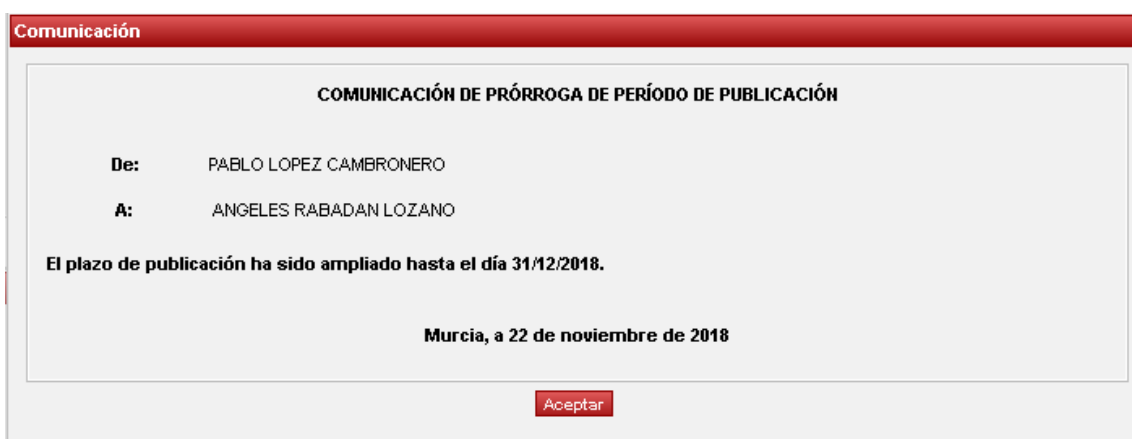 Comunicación
COMUNICACIÓN DE PRÓRROGA DE PERÍODO DE PUBLICACIÓN
De: PABLO LOPEZ CAMBRONERO
A: ANGELES RABADAN LOZANO
El plazo de publicación ha sido ampliado hasta el día 31/12/2018.
Murcia, a 22 de noviembre de 2018
Aceptar